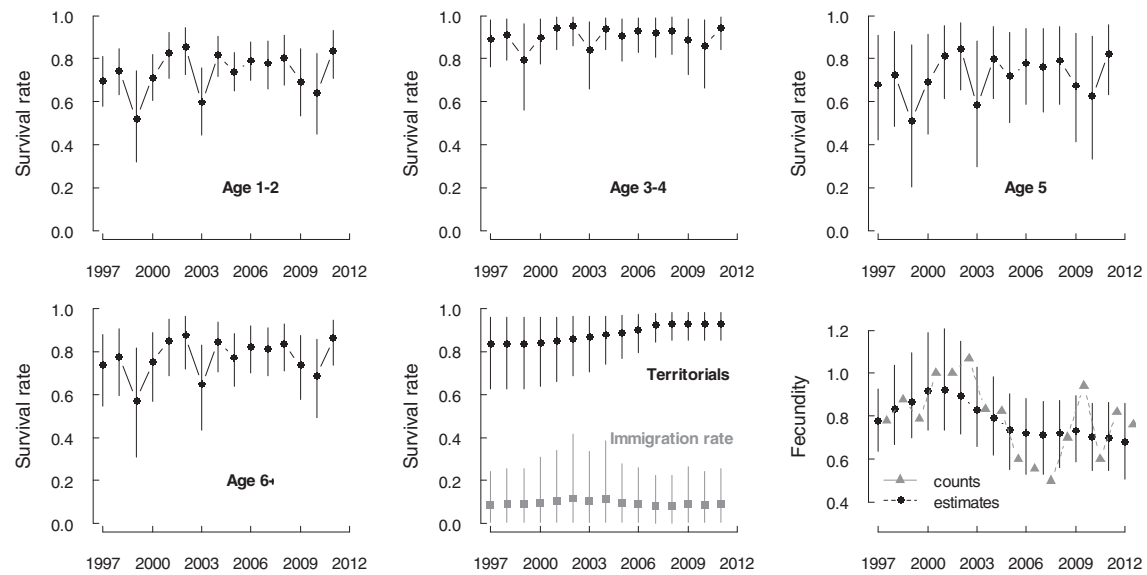 1.0 1.0 1.0
0.8 0.8 0.8
0.6 0.6 0.6
0.4 0.4 0.4
0.2 0.2 0.2
0.0 0.0 0.0
Survival rate Survival rate Survival rate
Age 1-2 Age 3-4 Age 5
1997 2000 2003 2006 2009 2012 1997 2000 2003 2006 2009 2012 1997 2000 2003 2006 2009 2012
1.0 1.0 1.2
0.8 0.8 1.0
0.6 0.6 0.8
0.4 0.4 0.6
0.2 0.2 0.4
0.0 0.0
Survival rate Survival rate Fecundity
Territorials
Immigration rate
Age 6+ counts
estimates
1997 2000 2003 2006 2009 2012 1997 2000 2003 2006 2009 2012 1997 2000 2003 2006 2009 2012